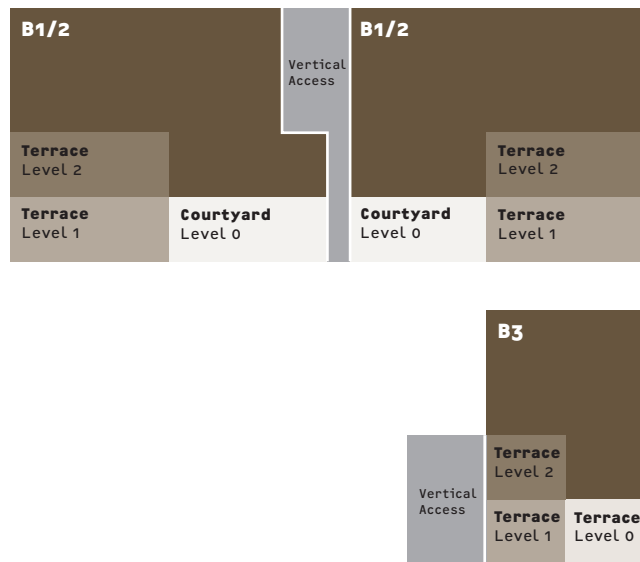 B1/2
Vertical
Access
B1/2
Terrace
Level 2
Terrace
Level 2
Terrace
Level 1
Courtyard
Level 0
Courtyard
Level 0
Terrace
Level 1
B3
Terrace
Level 2
Vertical
Access
Terrace
Level 1
Terrace
Level 0